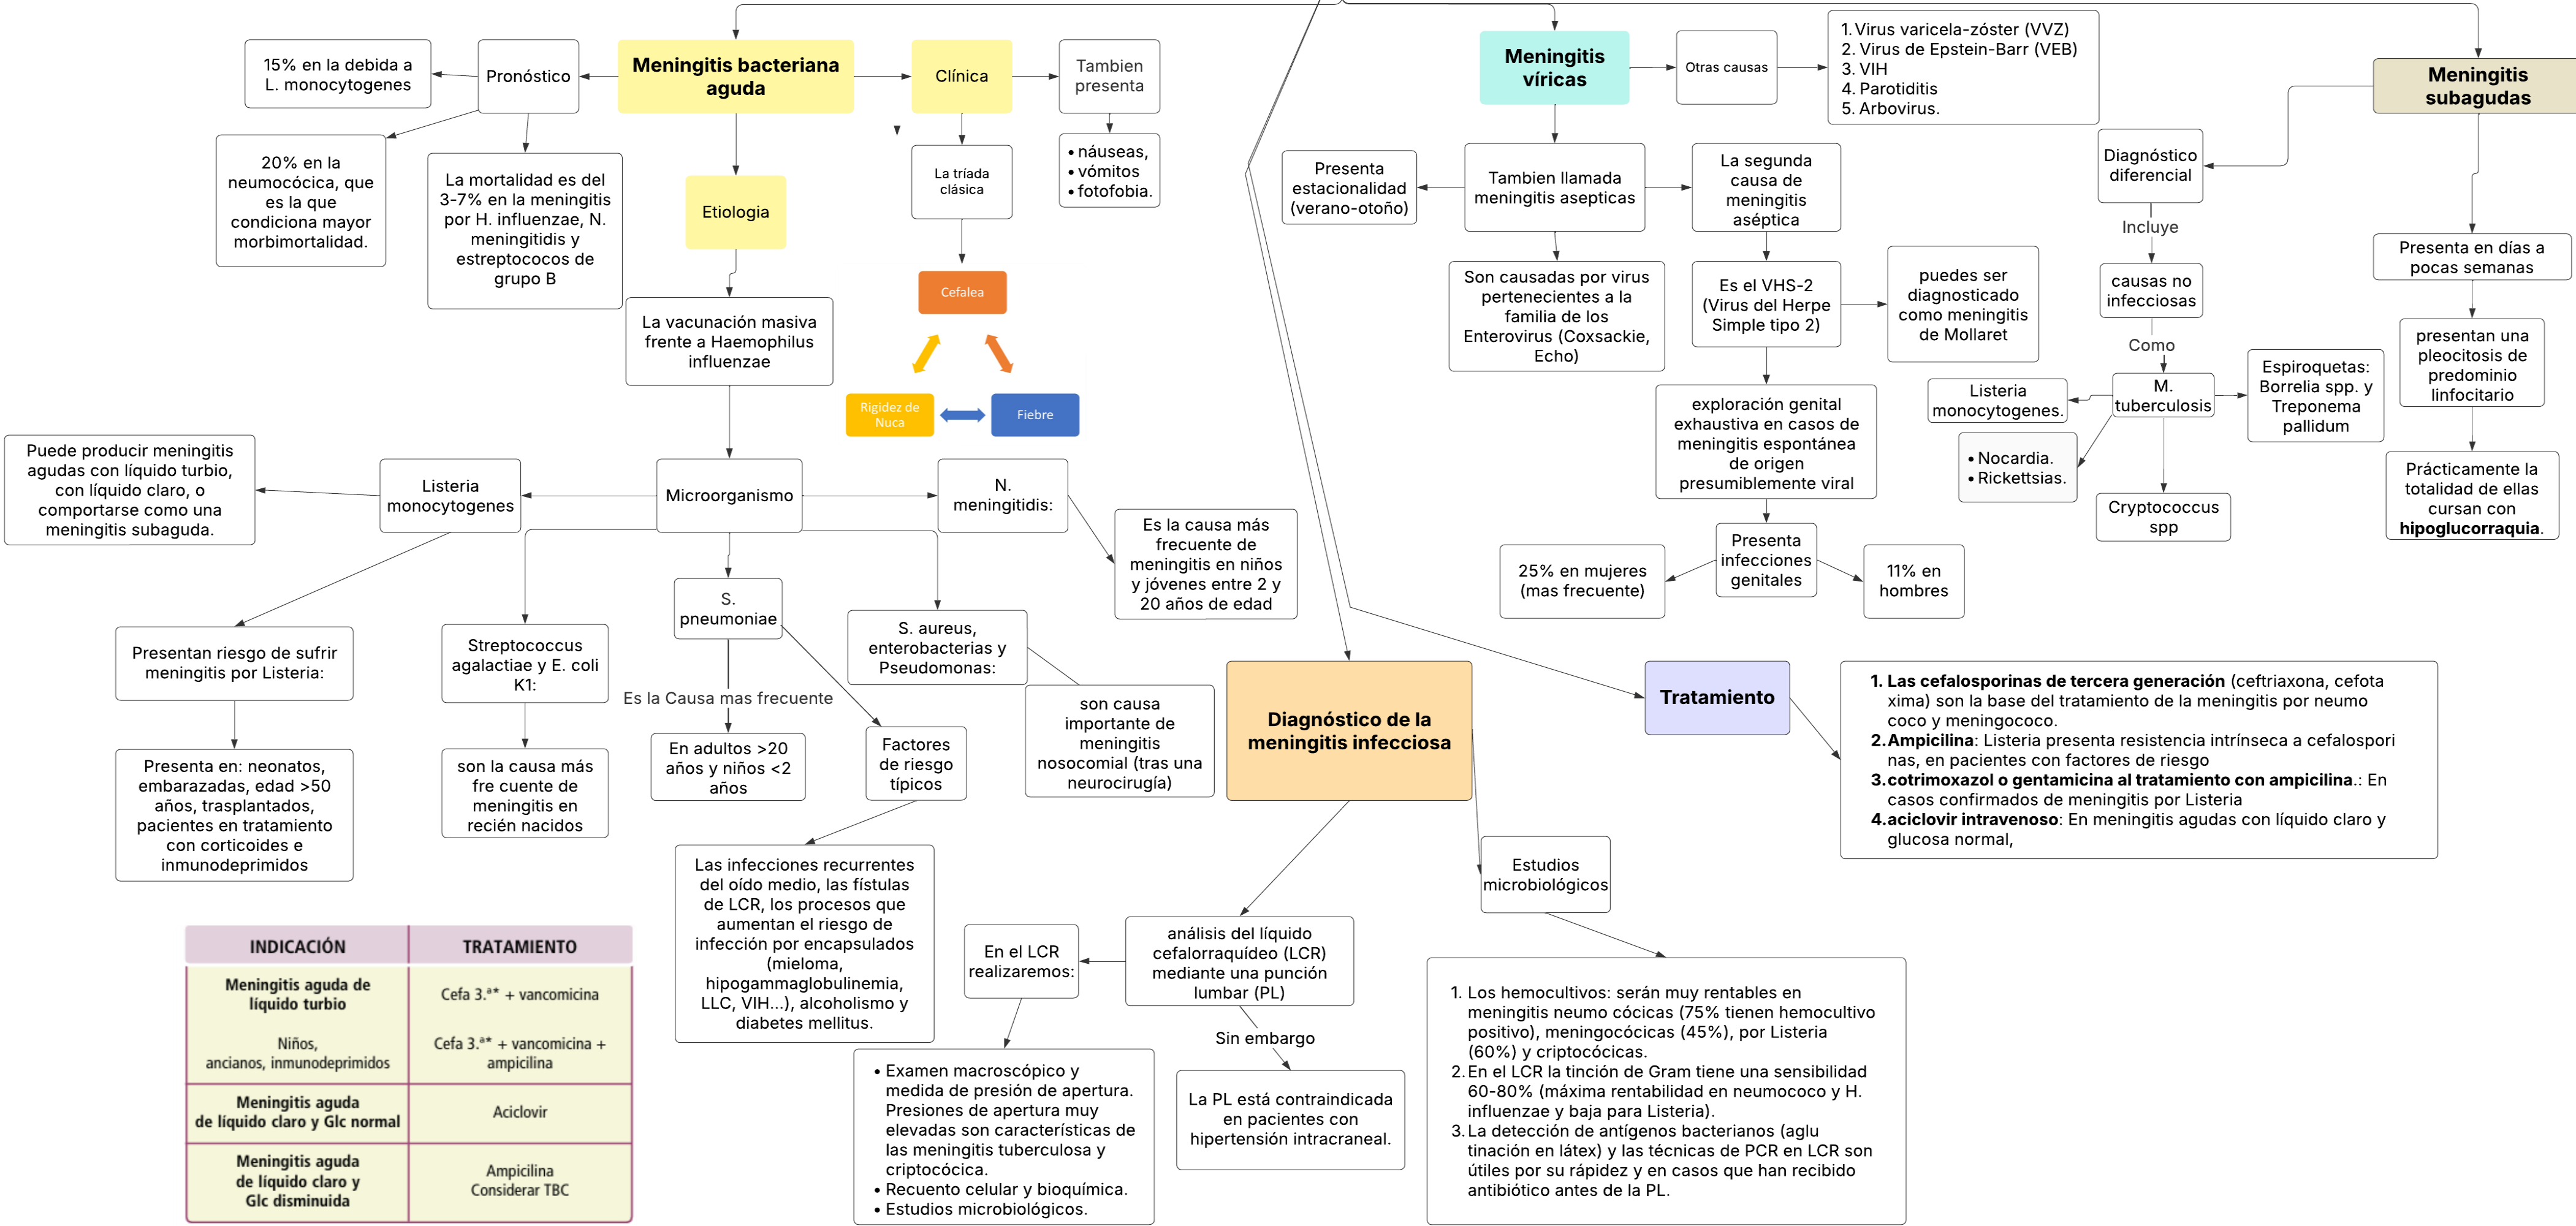 Meningitis bacteriana
aguda
Pronóstico
15% en la debida a
L. monocytogenes
20% en la
neumocócica, que
es la que
condiciona mayor
morbimortalidad.
La mortalidad es del
3-7% en la meningitis
por H. influenzae, N.
meningitidis y
estreptococos de
grupo B
Clínica
Tambien
presenta
• náuseas,
• vómitos
• fotofobia.
La tríada
clásica
Cefalea
Rigidez de
Nuca
Fiebre
Etiologia
La vacunación masiva
frente a Haemophilus
influenzae
Microorganismo
Listeria
monocytogenes
Puede producir meningitis
agudas con líquido turbio,
con líquido claro, o
comportarse como una
meningitis subaguda.
Presentan riesgo de sufrir
meningitis por Listeria:
Presenta en: neonatos,
embarazadas, edad >50
años, trasplantados,
pacientes en tratamiento
con corticoides e
inmunodeprimidos
Streptococcus
agalactiae y E. coli
K1:
son la causa más
fre cuente de
meningitis en
recién nacidos
S.
pneumoniae
Es la Causa mas frecuente
En adultos >20
años y niños <2
años
Factores
de riesgo
típicos
Las infecciones recurrentes
del oído medio, las fístulas
de LCR, los procesos que
aumentan el riesgo de
infección por encapsulados
(mieloma,
hipogammaglobulinemia,
LLC, VIH...), alcoholismo y
diabetes mellitus.
S. aureus,
enterobacterias y
Pseudomonas:
son causa
importante de
meningitis
nosocomial (tras una
neurocirugía)
N.
meningitidis:
Es la causa más
frecuente de
meningitis en niños
y jóvenes entre 2 y
20 años de edad
Meningitis
víricas
Otras causas
1. Virus varicela-zóster (VVZ)
2. Virus de Epstein-Barr (VEB)
3. VIH
4. Parotiditis
5. Arbovirus.
Presenta
estacionalidad
(verano-otoño)
Tambien llamada
meningitis asepticas
La segunda
causa de
meningitis
aséptica
Son causadas por virus
pertenecientes a la
familia de los
Enterovirus (Coxsackie,
Echo)
Es el VHS-2
(Virus del Herpe
Simple tipo 2)
puedes ser
diagnosticado
como meningitis
de Mollaret
exploración genital
exhaustiva en casos de
meningitis espontánea
de origen
presumiblemente viral
Presenta
infecciones
genitales
25% en mujeres
(mas frecuente)
11% en
hombres
Meningitis
subagudas
Diagnóstico
diferencial
Incluye
causas no
infecciosas
Como
M.
tuberculosis
Listeria
monocytogenes.
• Nocardia.
• Rickettsias.
Cryptococcus
spp
Espiroquetas:
Borrelia spp. y
Treponema
pallidum
Presenta en días a
pocas semanas
presentan una
pleocitosis de
predominio
linfocitario
Prácticamente la
totalidad de ellas
cursan con
hipoglucorraquia.
Diagnóstico de la
meningitis infecciosa
Tratamiento
1. Las cefalosporinas de tercera generación (ceftriaxona, cefota
xima) son la base del tratamiento de la meningitis por neumo
coco y meningococo.
2. Ampicilina: Listeria presenta resistencia intrínseca a cefalospori
nas, en pacientes con factores de riesgo
3. cotrimoxazol o gentamicina al tratamiento con ampicilina.: En
casos confirmados de meningitis por Listeria
4. aciclovir intravenoso: En meningitis agudas con líquido claro y
glucosa normal,
Estudios
microbiológicos
análisis del líquido
cefalorraquídeo (LCR)
mediante una punción
lumbar (PL)
En el LCR
realizaremos:
• Examen macroscópico y
medida de presión de apertura.
Presiones de apertura muy
elevadas son características de
las meningitis tuberculosa y
criptocócica.
• Recuento celular y bioquímica.
• Estudios microbiológicos.
Sin embargo
La PL está contraindicada
en pacientes con
hipertensión intracraneal.
1. Los hemocultivos: serán muy rentables en
meningitis neumo cócicas (75% tienen hemocultivo
positivo), meningocócicas (45%), por Listeria
(60%) y criptocócicas.
2. En el LCR la tinción de Gram tiene una sensibilidad
60-80% (máxima rentabilidad en neumococo y H.
influenzae y baja para Listeria).
3. La detección de antígenos bacterianos (aglu
tinación en látex) y las técnicas de PCR en LCR son
útiles por su rápidez y en casos que han recibido
antibiótico antes de la PL.
INDICACIÓN TRATAMIENTO
Meningitis aguda de
líquido turbio
Cefa 3.ª* + vancomicina
Niños,
ancianos, inmunodeprimidos
Cefa 3.ª* + vancomicina +
ampicilina
Meningitis aguda
de líquido claro y Glc normal
Aciclovir
Meningitis aguda
de líquido claro y
Glc disminuida
Ampicilina
Considerar TBC